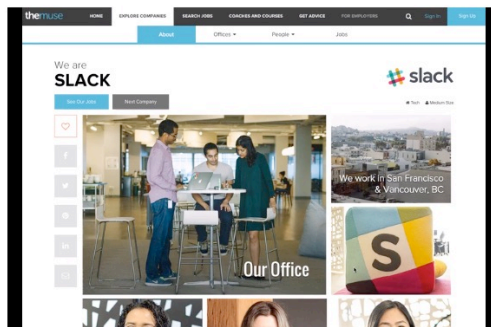 themuse
HOME
EXPLORE COMPANIES
SEARCH JOBS
COACHES AND COURSES
GET ADVICE
FOR EMPLOYERS
Sign In
Sign Up
About
Offices
People
Jobs
We are
SLACK
slack
See Our Jobs
Next Company
Tech
Medium Size
We work in San Francisco
& Vancouver, BC
Our Office
S